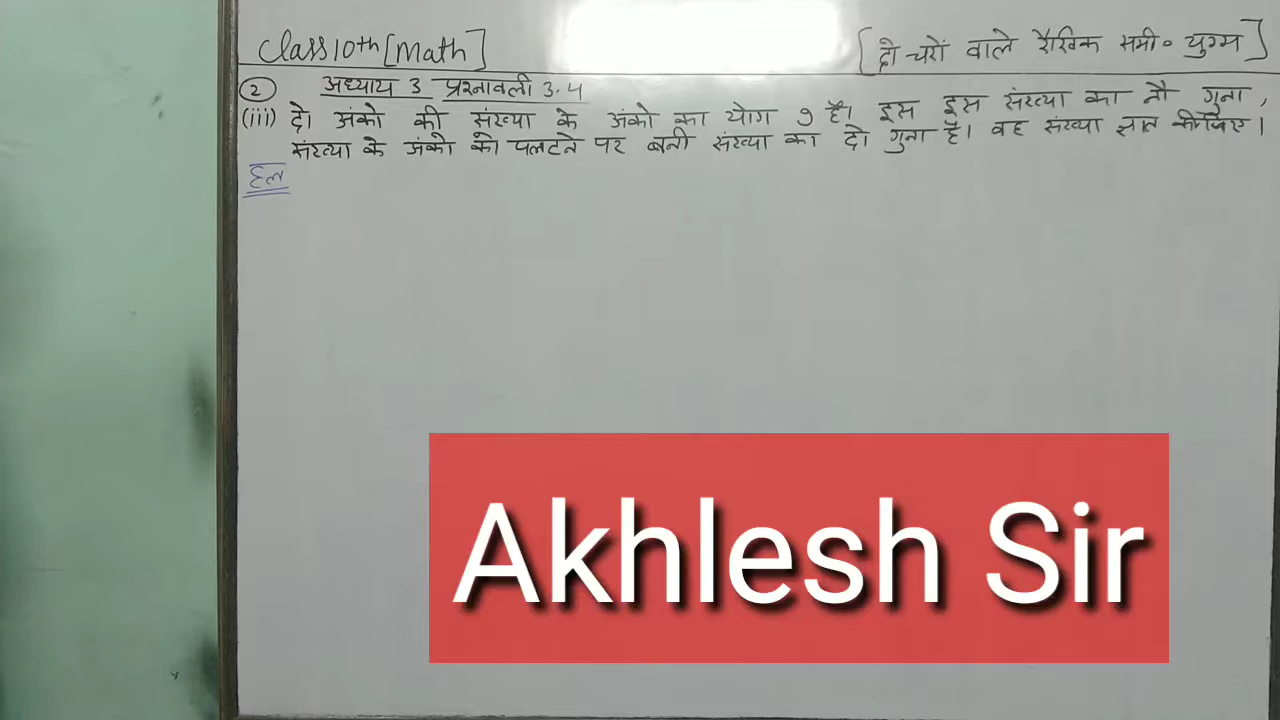 Class 10th [Math]
[दो चरों वाले रैखिक समी० युग्म]
2 अध्याय 3 प्रश्नावली 3.4
(iii) दो अंको की संख्या के अंको का योग 9 है। इस इस संख्या का नौ गुना,
संख्या के अंको को पलटने पर बनी संख्या का दो गुना है। वह संख्या ज्ञात कीजिए।
हल
Akhlesh Sir